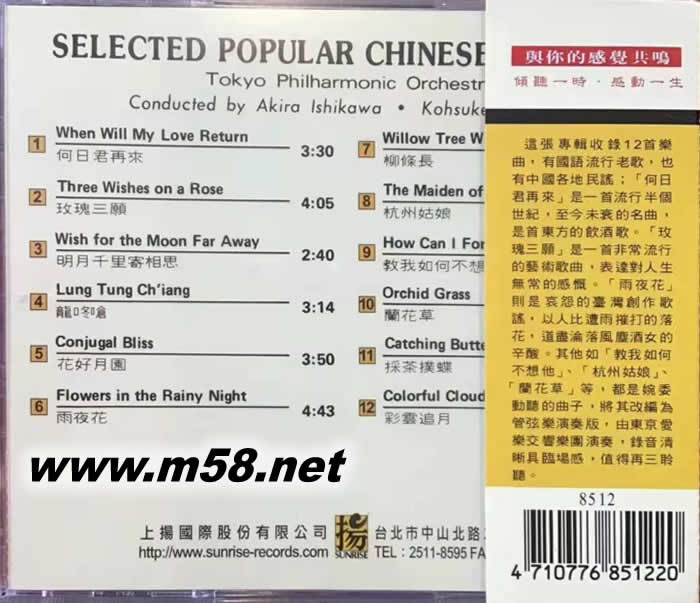 SELECTED POPULAR CHINESE
Tokyo Philharmonic Orchestr
Conducted by Akira Ishikawa • Kohsuke
1 When Will My Love Return
何日君再來 3:30
2 Three Wishes on a Rose
玫瑰三願 4:05
3 Wish for the Moon Far Away
明月千里寄相思 2:40
4 Lung Tung Ch'iang
龍咚嗆 3:14
5 Conjugal Bliss
花好月圓 3:50
6 Flowers in the Rainy Night
雨夜花 4:43
7 Willow Tree W
柳條長
8 The Maiden of
杭州姑娘
9 How Can I For
教我如何不想
10 Orchid Grass
蘭花草
11 Catching Butte
採茶撲蝶
12 Colorful Cloud
彩雲追月
www.m58.net
上揚國際股份有限公司
http://www.sunrise-records.com
揚
SUNRISE
台北市中山北路
TEL：2511-8595 FA
與你的感覺共鳴
傾聽一時·感動一生
這張專輯收錄12首樂
曲，有國語流行老歌，也
有中國各地民謠；「何日
君再來」是一首流行半個
世紀，至今未衰的名曲，
是首東方的飲酒歌。「玫
瑰三願」是一首非常流行
的藝術歌曲，表達對人生
無常的感慨。「雨夜花」
則是哀怨的臺灣創作歌
謠，以人比遭雨摧打的落
花，道盡淪落風塵酒女的
辛酸。其他如「教我如何
不想他」、「杭州姑娘」、
「蘭花草」等，都是婉委
動聽的曲子，將其改編為
管弦樂演奏版，由東京愛
樂交響樂團演奏，錄音清
晰具臨場感，值得再三聆
聽。
8512
4 710776 851220